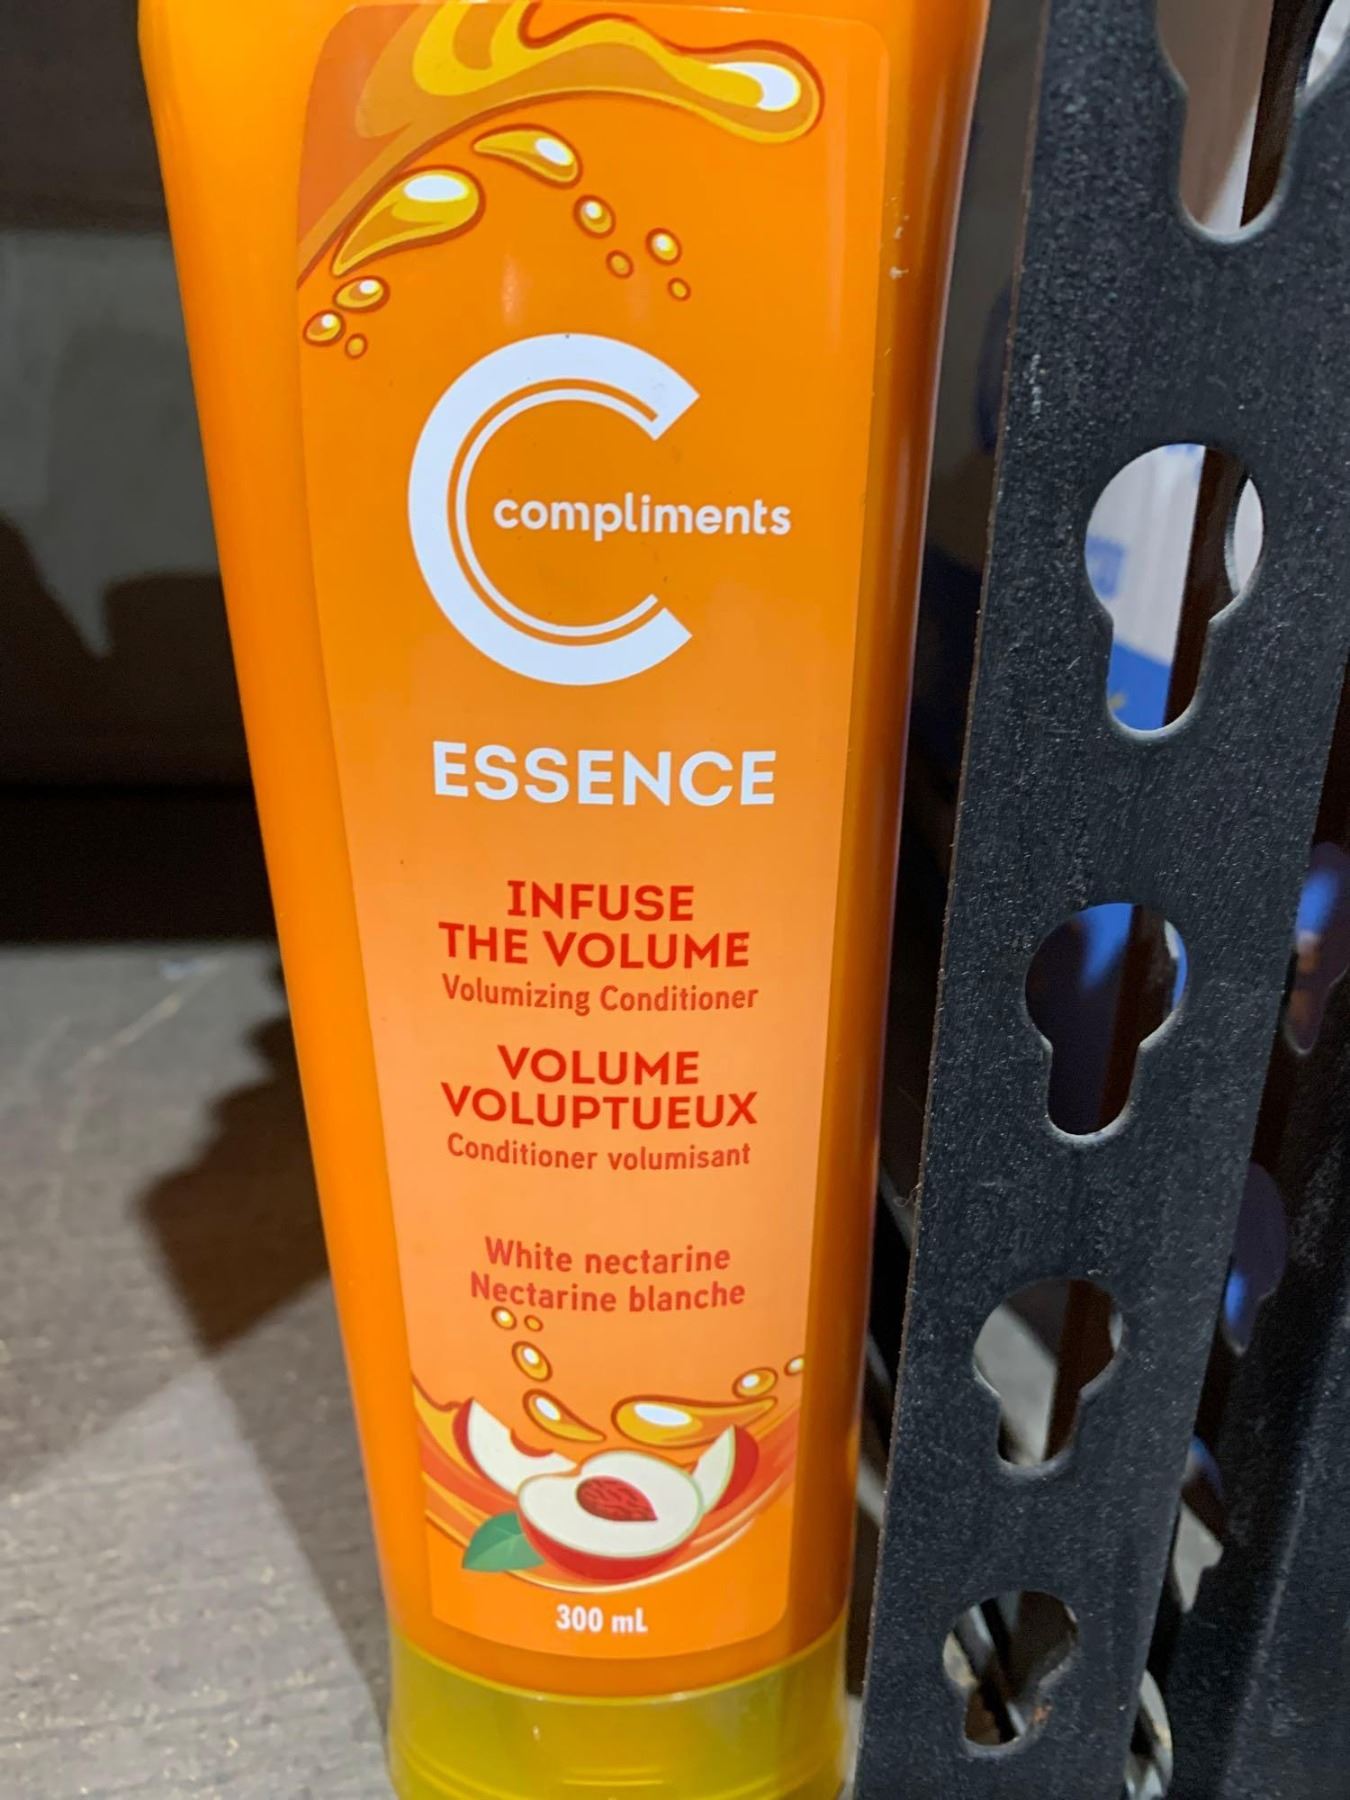 compliments
ESSENCE
INFUSE
THE VOLUME
Volumizing Conditioner
VOLUME
VOLUPTUEUX
Conditioner volumisant
White nectarine
Nectarine blanche
300 mL